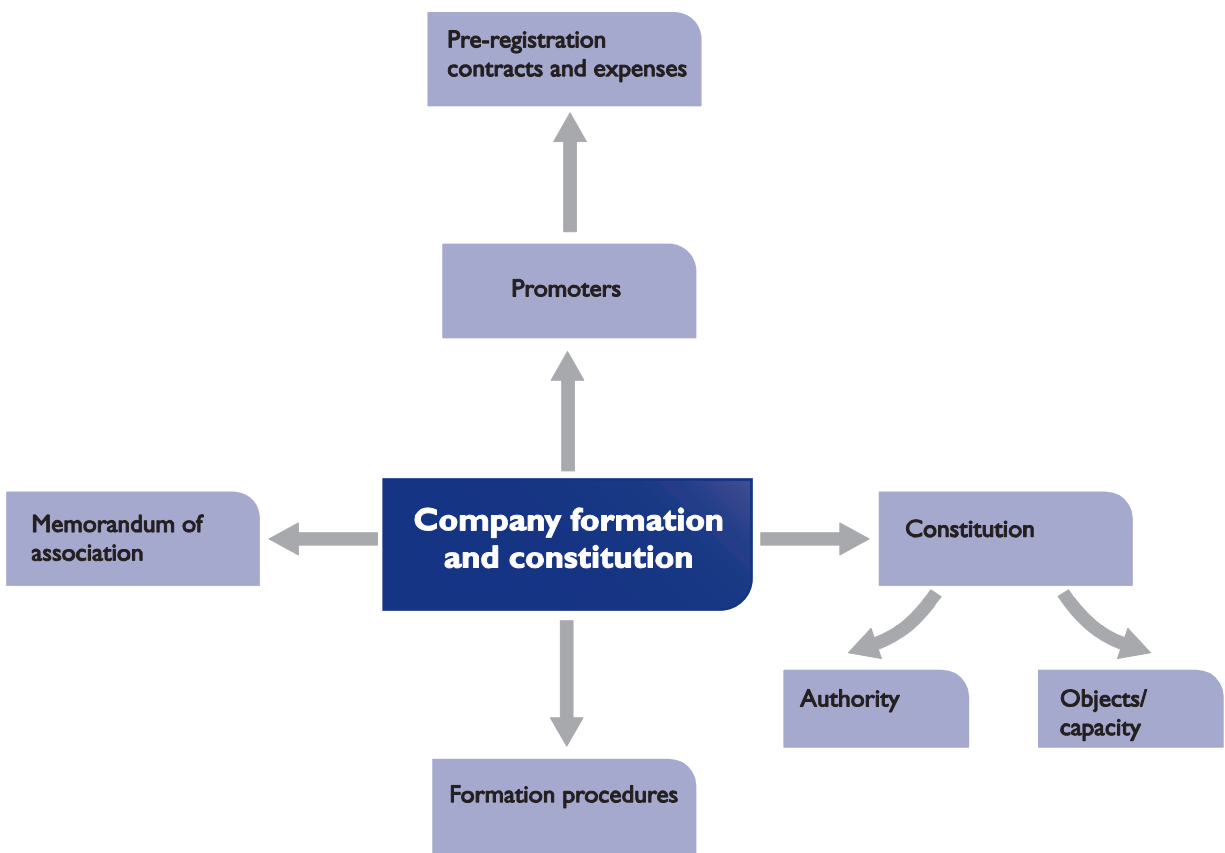 Pre-registration
contracts and expenses
Promoters
Memorandum of
association
Company formation
and constitution
Constitution
Authority
Objects/
capacity
Formation procedures